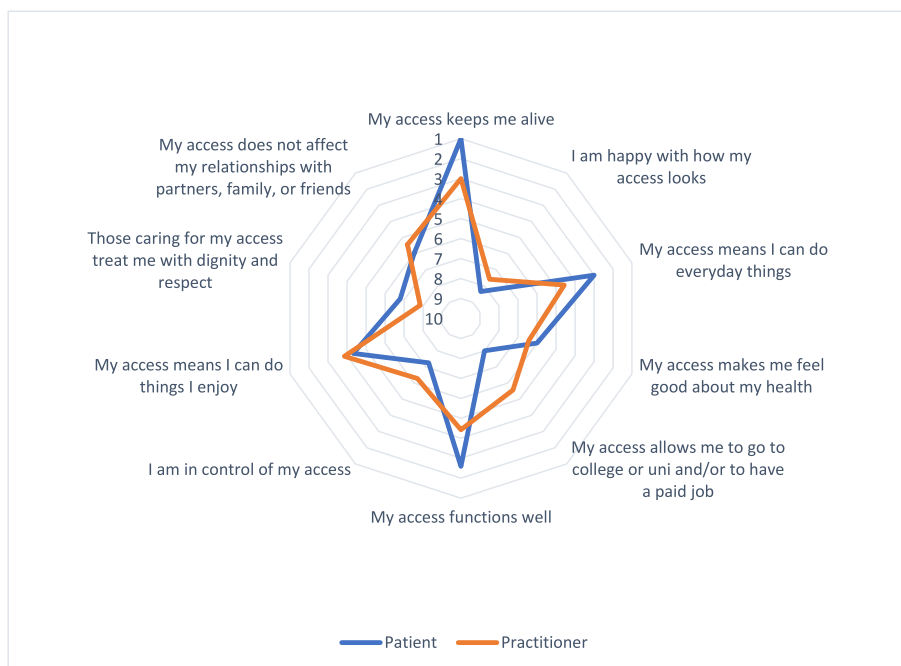 My access keeps me alive
My access does not affect
my relationships with
partners, family, or friends
I am happy with how my
access looks
1
2
3
4
5
6
7
8
9
10
Those caring for my access
treat me with dignity and
respect
My access means I can do
everyday things
My access means I can do
things I enjoy
My access makes me feel
good about my health
I am in control of my access
My access allows me to go to
college or uni and/or to have
a paid job
My access functions well
Patient
Practitioner